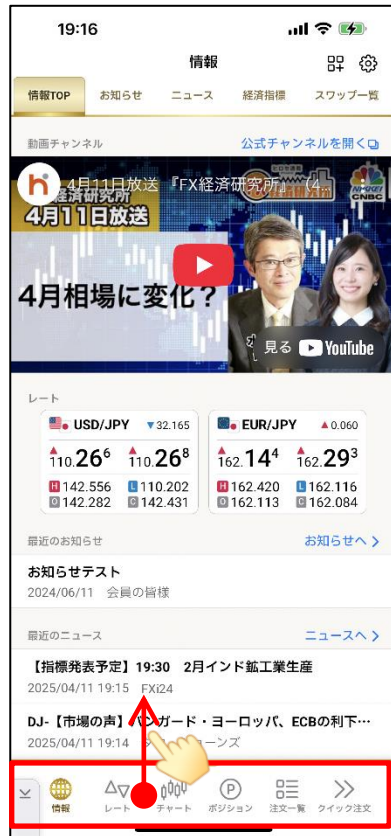 19:16
情報
情報TOP お知らせ ニュース 経済指標 スワップ一覧
動画チャンネル 公式チャンネルを開く
h 4月11日放送『FX経済研究所』（4
経済研究所
4月11日放送
NIKKEI CNBC
4月相場に変化？
見る YouTube
レート
USD/JPY ▼32.165 EUR/JPY ▲0.060
110.26⁶ 110.26⁸ 162.14⁴ 162.29³
H 142.556 L 110.202 H 162.420 L 162.116
O 142.282 C 142.431 O 162.113 C 162.084
最近のお知らせ お知らせへ
お知らせテスト
2024/06/11 会員の皆様
最近のニュース ニュースへ
【指標発表予定】19:30 2月インド鉱工業生産
2025/04/11 19:15 FXi24
DJ-【市場の声】バンガード・ヨーロッパ、ECBの利下…
2025/04/11 19:14 ーンズ
情報 レート チャート ポジション 注文一覧 クイック注文